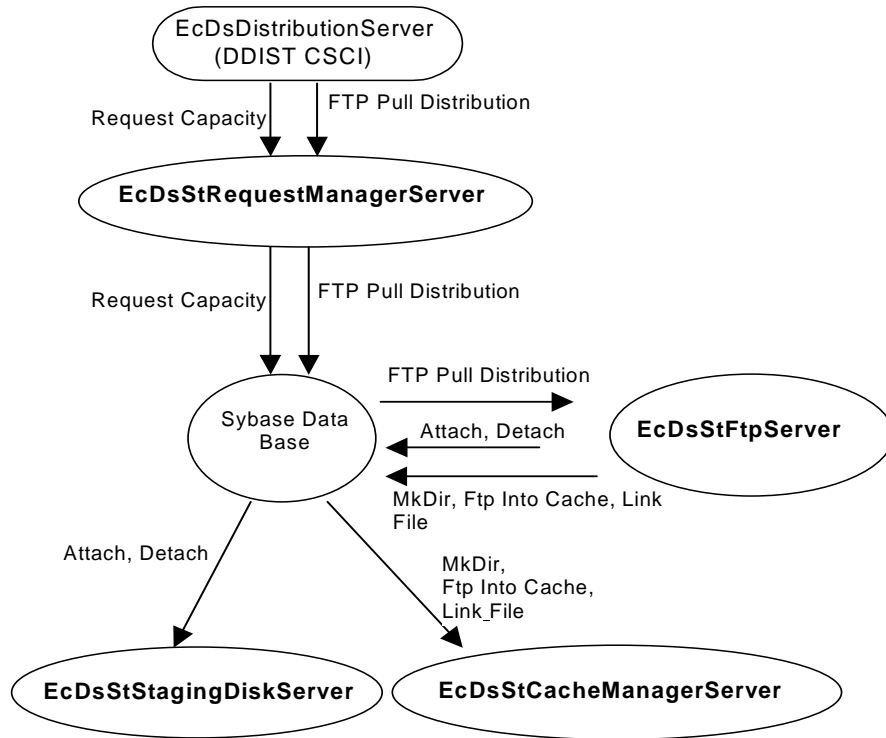 EcDsDistributionServer
(DDIST CSCI)
FTP Pull Distribution
Request Capacity
EcDsStRequestManagerServer
FTP Pull Distribution
Request Capacity
FTP Pull Distribution
Sybase Data
Base
Attach, Detach
EcDsStFtpServer
MkDir, Ftp Into Cache, Link
File
Attach, Detach
MkDir,
Ftp Into Cache,
Link_File
EcDsStStagingDiskServer
EcDsStCacheManagerServer